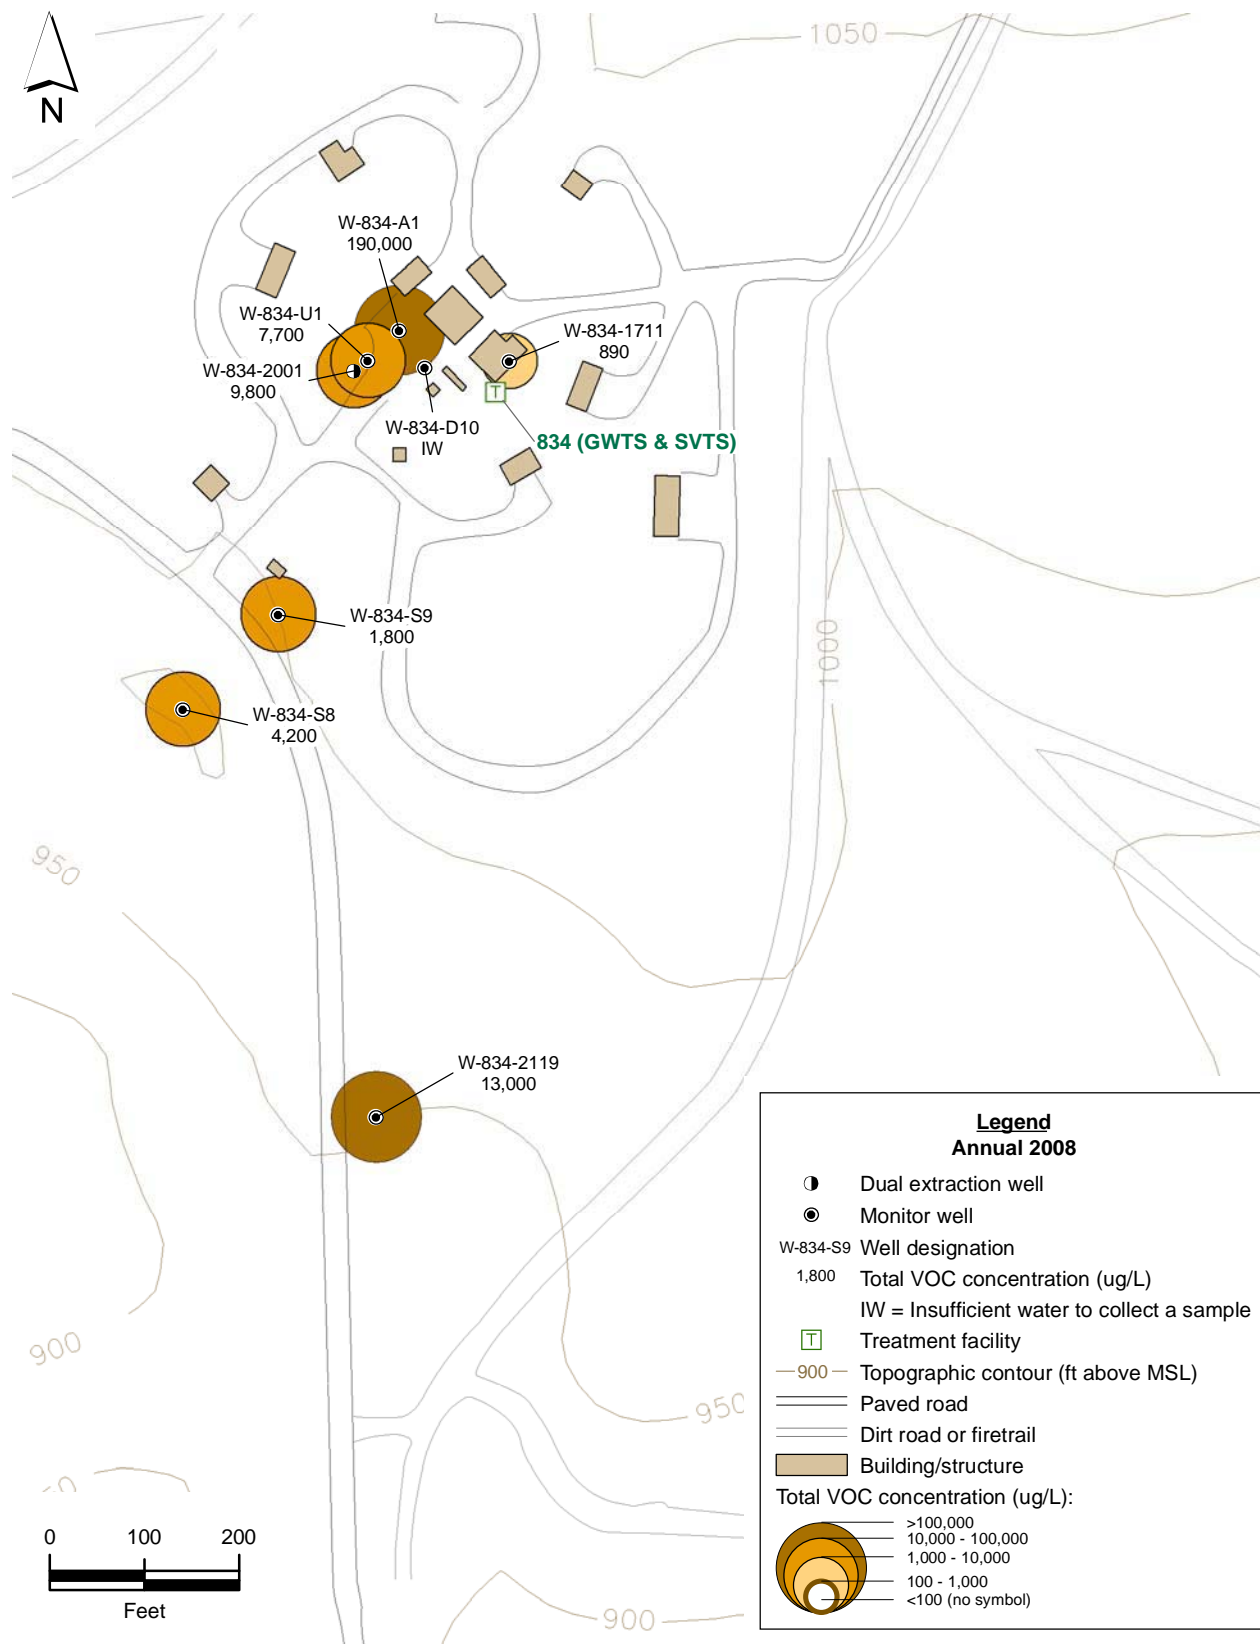 1050
N
W-834-A1
190,000
W-834-U1
7,700
W-834-1711
890
W-834-2001
9,800
W-834-D10
IW
T
834 (GWTS & SVTS)
W-834-S9
1,800
1000
W-834-S8
4,200
950
W-834-2119
13,000
900
950
900
0 100 200
Feet
Legend
Annual 2008
Dual extraction well
Monitor well
W-834-S9 Well designation
1,800 Total VOC concentration (ug/L)
IW = Insufficient water to collect a sample
T Treatment facility
900 Topographic contour (ft above MSL)
Paved road
Dirt road or firetrail
Building/structure
Total VOC concentration (ug/L):
>100,000
10,000 - 100,000
1,000 - 10,000
100 - 1,000
<100 (no symbol)